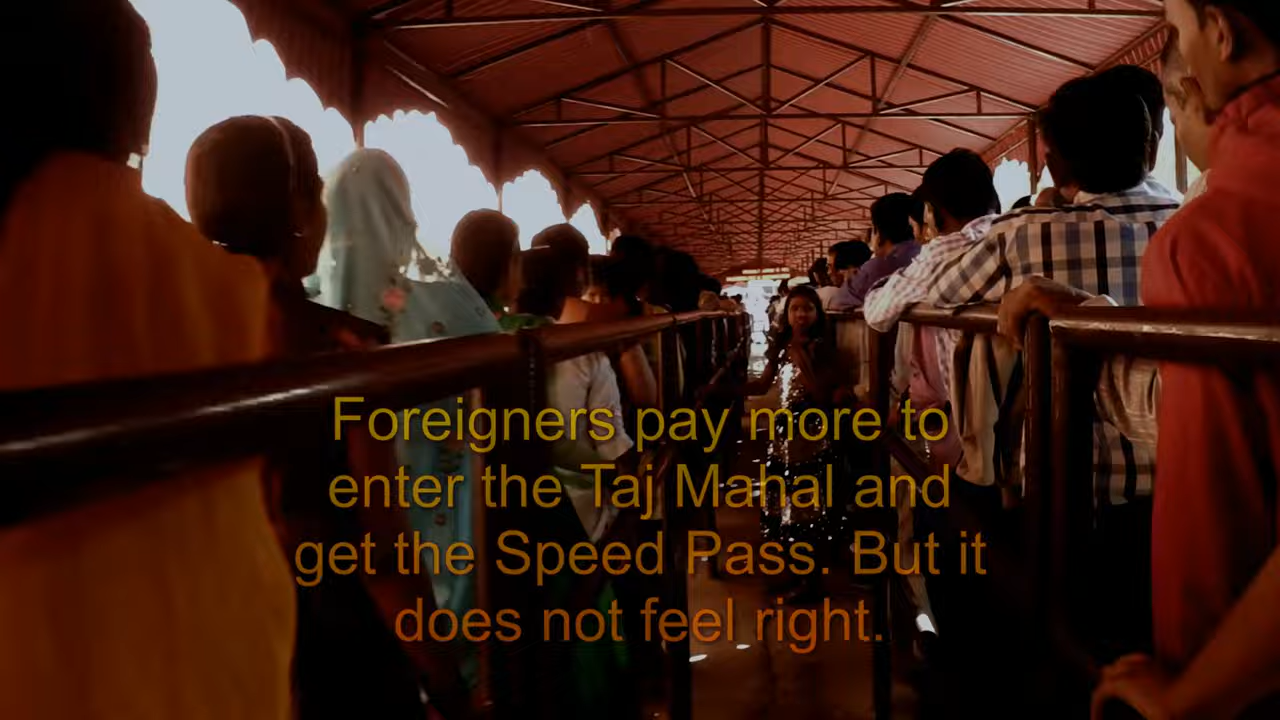 Foreigners pay more to
enter the Taj Mahal and
get the Speed Pass. But it
does not feel right.